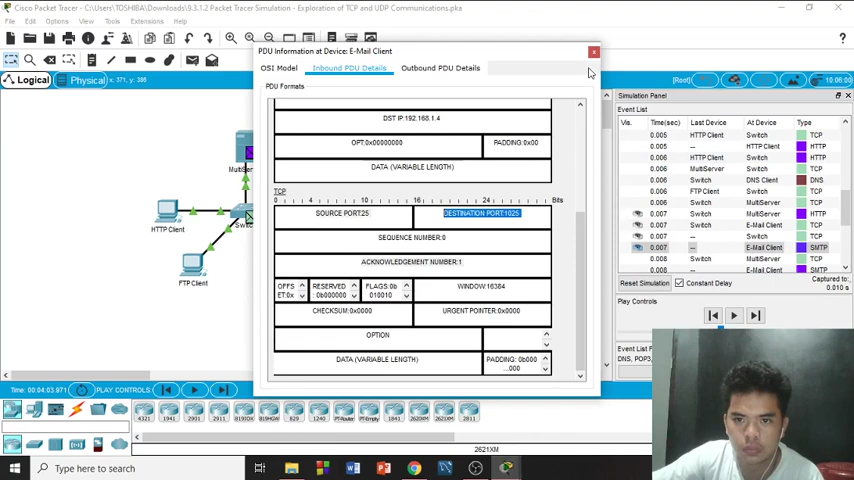 Cisco Packet Tracer - C:\Users\TOSHIBA\Downloads\9.3.1.2 Packet Tracer Simulation - Exploration of TCP and UDP Communications.pka
File Edit Options View Tools Extensions Help
Logical Physical x: 371, y: 386 [Root] 10:06:00
PDU Information at Device: E-Mail Client
OSI Model Inbound PDU Details Outbound PDU Details
PDU Formats
DST IP:192.168.1.4
OPT:0x00000000 PADDING:0x00
DATA (VARIABLE LENGTH)
TCP
0 4 10 16 24 Bits
SOURCE PORT:25 DESTINATION PORT:1025
SEQUENCE NUMBER:0
ACKNOWLEDGEMENT NUMBER:1
OFFS
ET:0x RESERVED
: 0b000000 FLAGS:0b
010010 WINDOW:16384
CHECKSUM:0x0000 URGENT POINTER:0x0000
OPTION
DATA (VARIABLE LENGTH) PADDING: 0b000
...000
MultiServ
HTTP Client
Switc
FTP Client
Simulation Panel
Event List
Vis. Time(sec) Last Device At Device Type
0.005 HTTP Client Switch TCP
0.005 -- HTTP Client HTTP
0.006 HTTP Client Switch HTTP
0.006 MultiServer Switch TCP
0.006 Switch DNS Client DNS
0.006 FTP Client Switch TCP
0.006 Switch MultiServer TCP
0.007 Switch MultiServer HTTP
0.007 Switch E-Mail Client TCP
0.007 -- Switch TCP
0.007 -- E-Mail Client SMTP
0.008 Switch MultiServer TCP
0.008 Switch E-Mail Client SMTP
Reset Simulation Constant Delay Captured to:
0.010 s
Play Controls
Event List F
DNS, POP3,
Time: 00:04:03.971 PLAY CONTROLS:
4321 1941 2901 2911 819IOX 819HGW 829 1240 PT-Router PT-Empty 1841 2620XM 2621XM 2811
2621XM
Type here to search